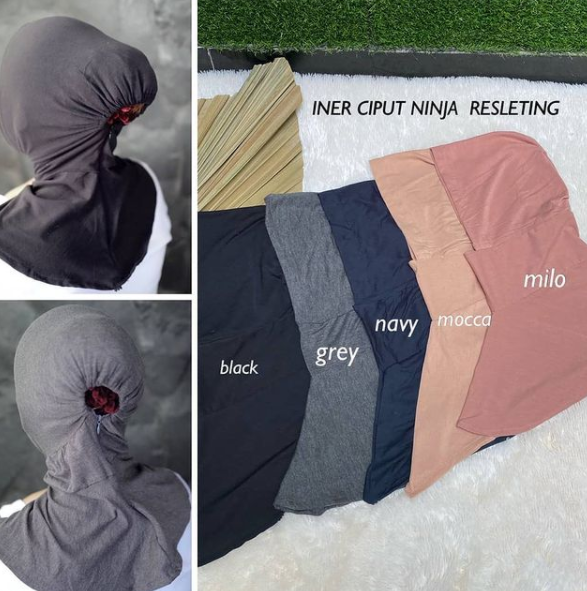 INER CIPUT NINJA RESLETING
milo
mocca
navy
grey
black